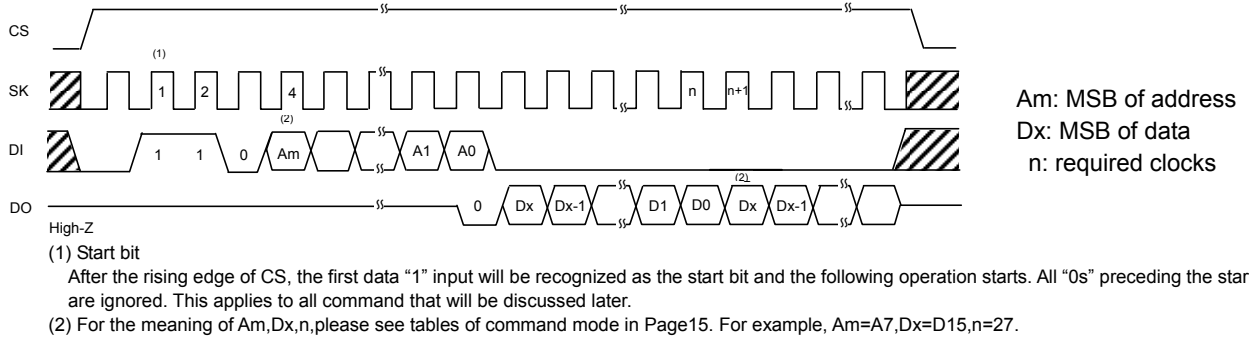 CS
(1)
SK 1 2 4 n n+1
(2)
DI 1 1 0 Am A1 A0
(2)
DO 0 Dx Dx-1 D1 D0 Dx Dx-1
High-Z
Am: MSB of address
Dx: MSB of data
n: required clocks
(1) Start bit
After the rising edge of CS, the first data “1” input will be recognized as the start bit and the following operation starts. All “0s” preceding the star
are ignored. This applies to all command that will be discussed later.
(2) For the meaning of Am,Dx,n,please see tables of command mode in Page15. For example, Am=A7,Dx=D15,n=27.